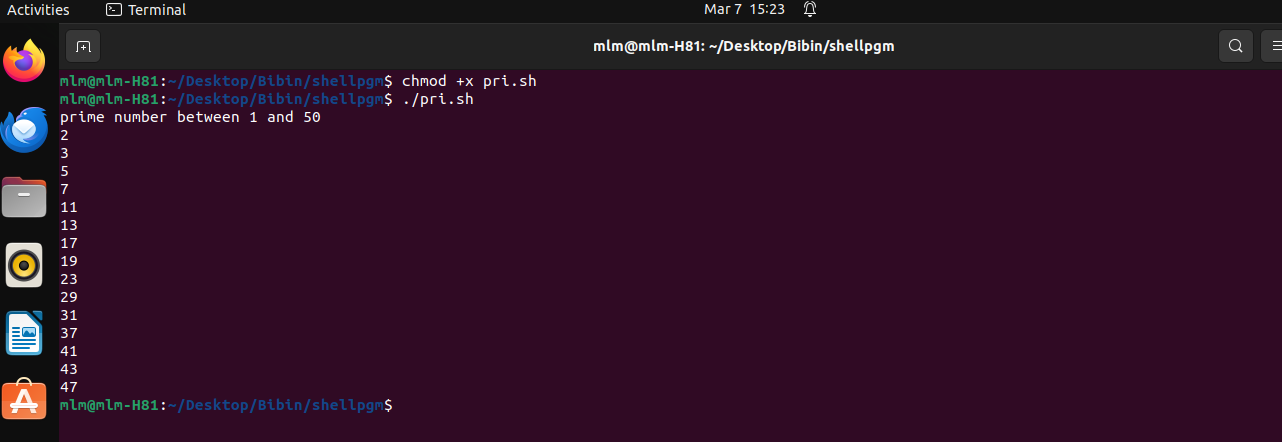 Activities Terminal Mar 7 15:23
mlm@mlm-H81: ~/Desktop/Bibin/shellpgm
mlm@mlm-H81:~/Desktop/Bibin/shellpgm$ chmod +x pri.sh
mlm@mlm-H81:~/Desktop/Bibin/shellpgm$ ./pri.sh
prime number between 1 and 50
2
3
5
7
11
13
17
19
23
29
31
37
41
43
47
mlm@mlm-H81:~/Desktop/Bibin/shellpgm$